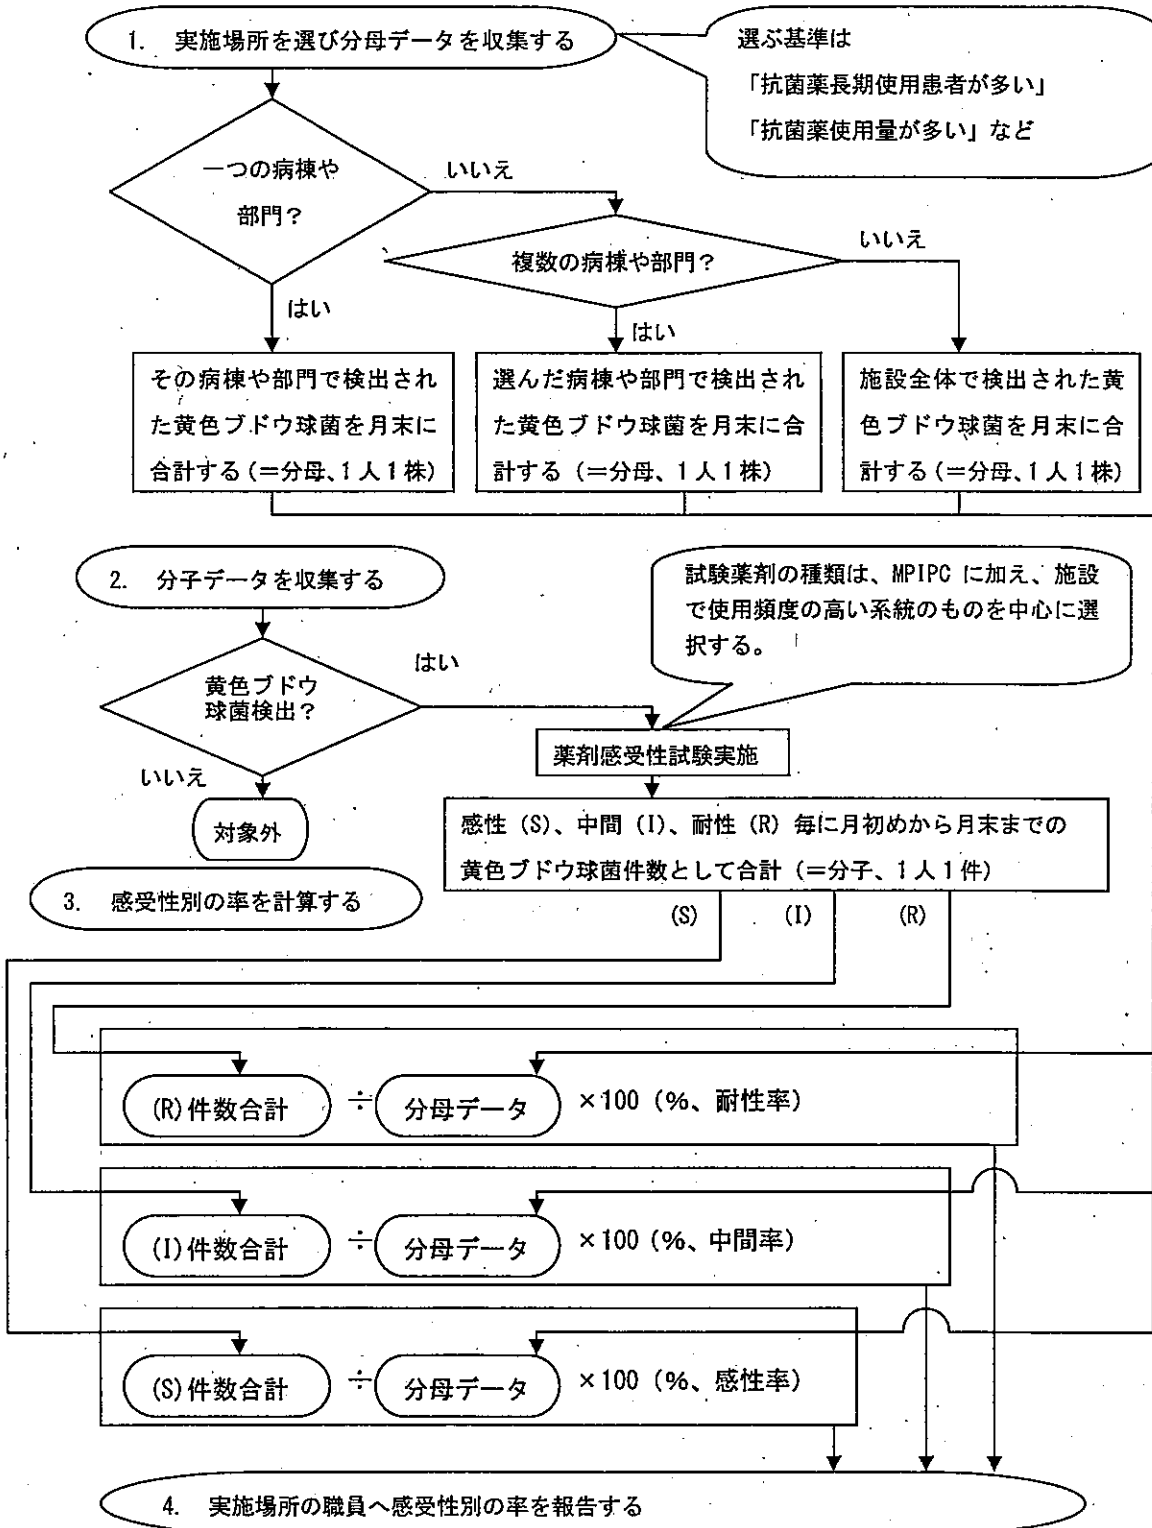 1. 実施場所を選び分母データを収集する
選ぶ基準は
「抗菌薬長期使用患者が多い」
「抗菌薬使用量が多い」など
一つの病棟や
部門？
いいえ
はい
複数の病棟や部門？
いいえ
はい
その病棟や部門で検出され
た黄色ブドウ球菌を月末に
合計する（＝分母、1人1株）
選んだ病棟や部門で検出され
た黄色ブドウ球菌を月末に合
計する（＝分母、1人1株）
施設全体で検出された黄
色ブドウ球菌を月末に合
計する（＝分母、1人1株）
2. 分子データを収集する
試験薬剤の種類は、MPIPC に加え、施設
で使用頻度の高い系統のものを中心に選
択する。
黄色ブドウ
球菌検出？
はい
いいえ
薬剤感受性試験実施
対象外
感性（S）、中間（I）、耐性（R）毎に月初めから月末までの
黄色ブドウ球菌件数として合計（＝分子、1人1件）
3. 感受性別の率を計算する
(S) (I) (R)
(R)件数合計 ÷ 分母データ ×100（%、耐性率）
(I)件数合計 ÷ 分母データ ×100（%、中間率）
(S)件数合計 ÷ 分母データ ×100（%、感性率）
4. 実施場所の職員へ感受性別の率を報告する